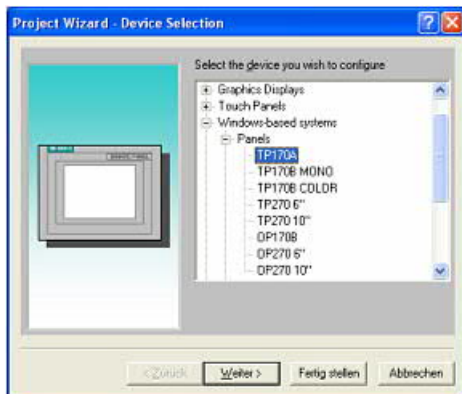 Project Wizard - Device Selection
Select the device you wish to configure
Graphics Displays
Touch Panels
Windows-based systems
Panels
TP170A
TP170B MONO
TP170B COLOR
TP270 6"
TP270 10"
OP170B
OP270 6"
OP270 10"
< Zurück
Weiter >
Fertig stellen
Abbrechen